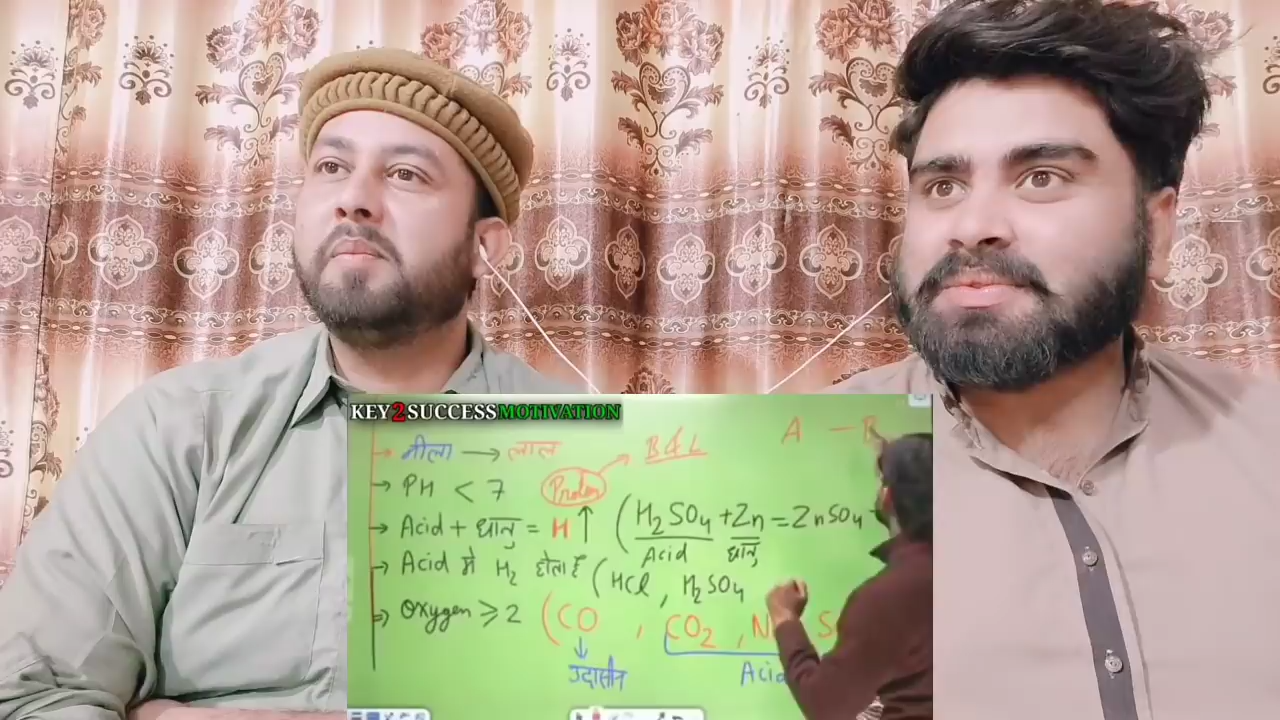 KEY2SUCCESSMOTIVATION
A — B
→ नीला → लाल
B & L
→ PH < 7
Proton
→ Acid + धातु = H ↑ (H₂SO₄ + Zn = ZnSO₄
Acid धातु
→ Acid में H₂ होता है (HCl, H₂SO₄
⇒ Oxygen ≥ 2 (CO, CO₂, N
उदासीन
Acid